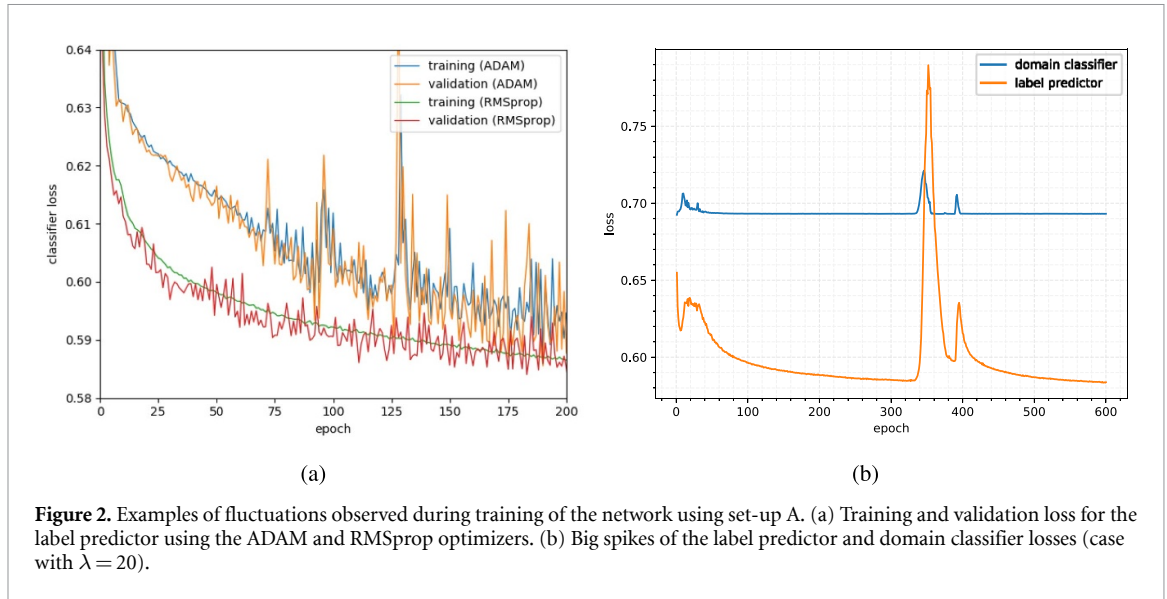 0.64
0.63
0.62
0.61
0.60
0.59
0.58
classifier loss
0
25
50
75
100
125
150
175
200
epoch
training (ADAM)
validation (ADAM)
training (RMSprop)
validation (RMSprop)
(a)
0.75
0.70
0.65
0.60
loss
0
100
200
300
400
500
600
epoch
domain classifier
label predictor
(b)
Figure 2. Examples of fluctuations observed during training of the network using set-up A. (a) Training and validation loss for the
label predictor using the ADAM and RMSprop optimizers. (b) Big spikes of the label predictor and domain classifier losses (case
with λ = 20).